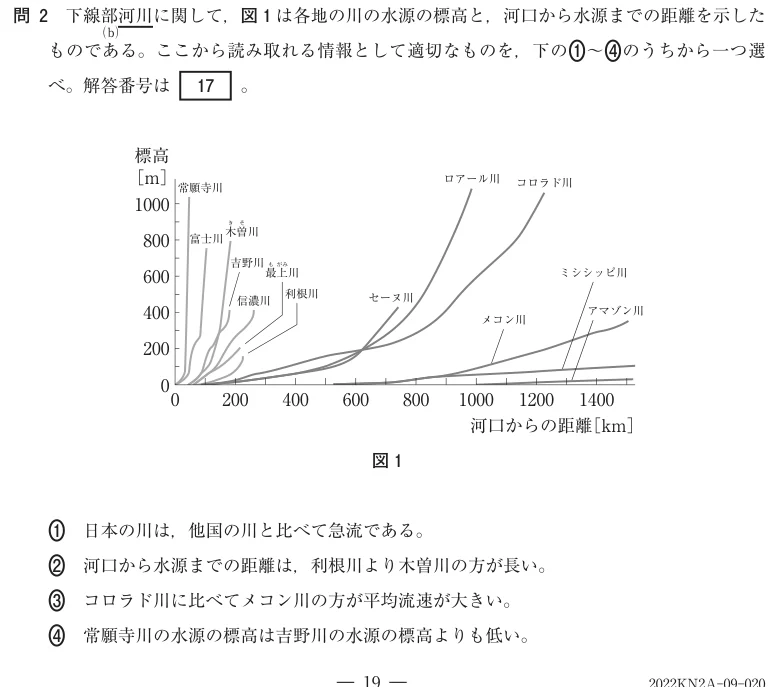 問 2 下線部河川に関して，図1は各地の川の水源の標高と，河口から水源までの距離を示した
(b)
ものである。ここから読み取れる情報として適切なものを，下の①～④のうちから一つ選
べ。解答番号は 17 。
標高
[m]
1000
800
600
400
200
0
常願寺川
富士川
きそ
木曽川
吉野川
もがみ
最上川
信濃川
利根川
セーヌ川
ロアール川
コロラド川
ミシシッピ川
メコン川
アマゾン川
0 200 400 600 800 1000 1200 1400
河口からの距離[km]
図1
① 日本の川は，他国の川と比べて急流である。
② 河口から水源までの距離は，利根川より木曽川の方が長い。
③ コロラド川に比べてメコン川の方が平均流速が大きい。
④ 常願寺川の水源の標高は吉野川の水源の標高よりも低い。
— 19 —
2022KN2A-09-020